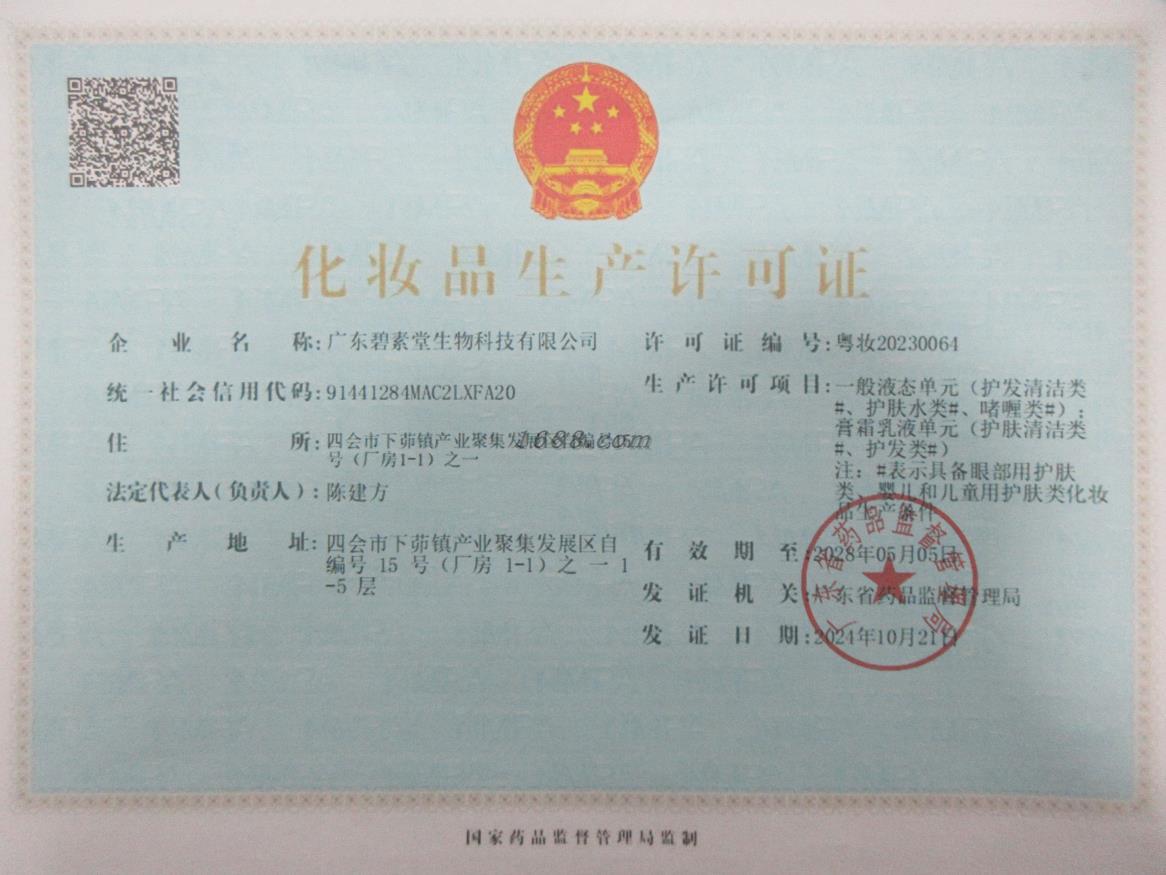 化妆品生产许可证
企业名称:广东碧素堂生物科技有限公司
统一社会信用代码:91441284MAC2LXFA20
住所:四会市下茆镇产业聚集发展
号(厂房1-1)之一
法定代表人(负责人):陈建方
生产地址:四会市下茆镇产业聚集发展区自
编号 15 号(厂房 1-1)之 一 1
-5 层
许可证编号:粤妆20230064
生产许可项目:一般液态单元(护发清洁类
#、护肤水类#、啫喱类#);
膏霜乳液单元(护肤清洁类
#、护发类#)
注:#表示具备眼部用护肤
类、婴儿和儿童用护肤类化妆
品生产条件
有效期至:2028年05月05日
发证机关:广东省药品监督管理局
发证日期:2024年10月21日
广东省药品监督管理局
1688.com
国家药品监督管理局监制